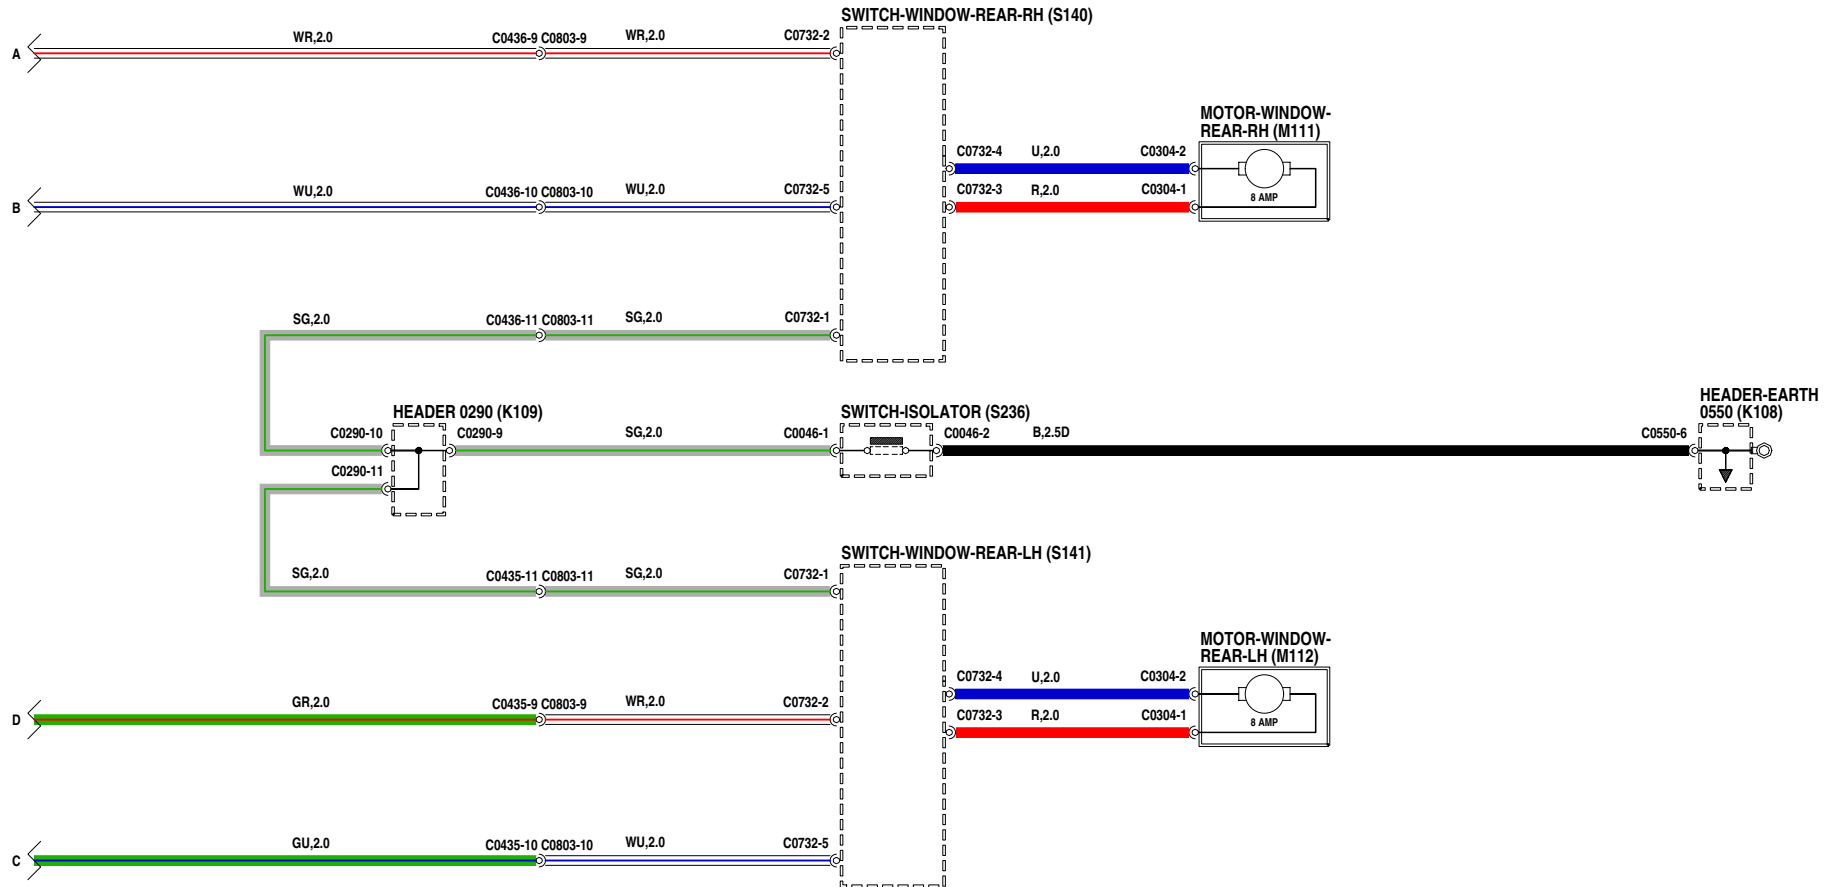 SWITCH-WINDOW-REAR-RH (S140)
A
WR,2.0
C0436-9 C0803-9
WR,2.0
C0732-2
MOTOR-WINDOW-
REAR-RH (M111)
C0732-4
U,2.0
C0304-2
B
WU,2.0
C0436-10 C0803-10
WU,2.0
C0732-5
C0732-3
R,2.0
C0304-1
8 AMP
SG,2.0
C0436-11 C0803-11
SG,2.0
C0732-1
HEADER 0290 (K109)
SWITCH-ISOLATOR (S236)
HEADER-EARTH
0550 (K108)
C0290-10
C0290-9
SG,2.0
C0046-1
C0046-2
B,2.5D
C0550-6
C0290-11
SWITCH-WINDOW-REAR-LH (S141)
SG,2.0
C0435-11 C0803-11
SG,2.0
C0732-1
MOTOR-WINDOW-
REAR-LH (M112)
C0732-4
U,2.0
C0304-2
D
GR,2.0
C0435-9 C0803-9
WR,2.0
C0732-2
C0732-3
R,2.0
C0304-1
8 AMP
C
GU,2.0
C0435-10 C0803-10
WU,2.0
C0732-5